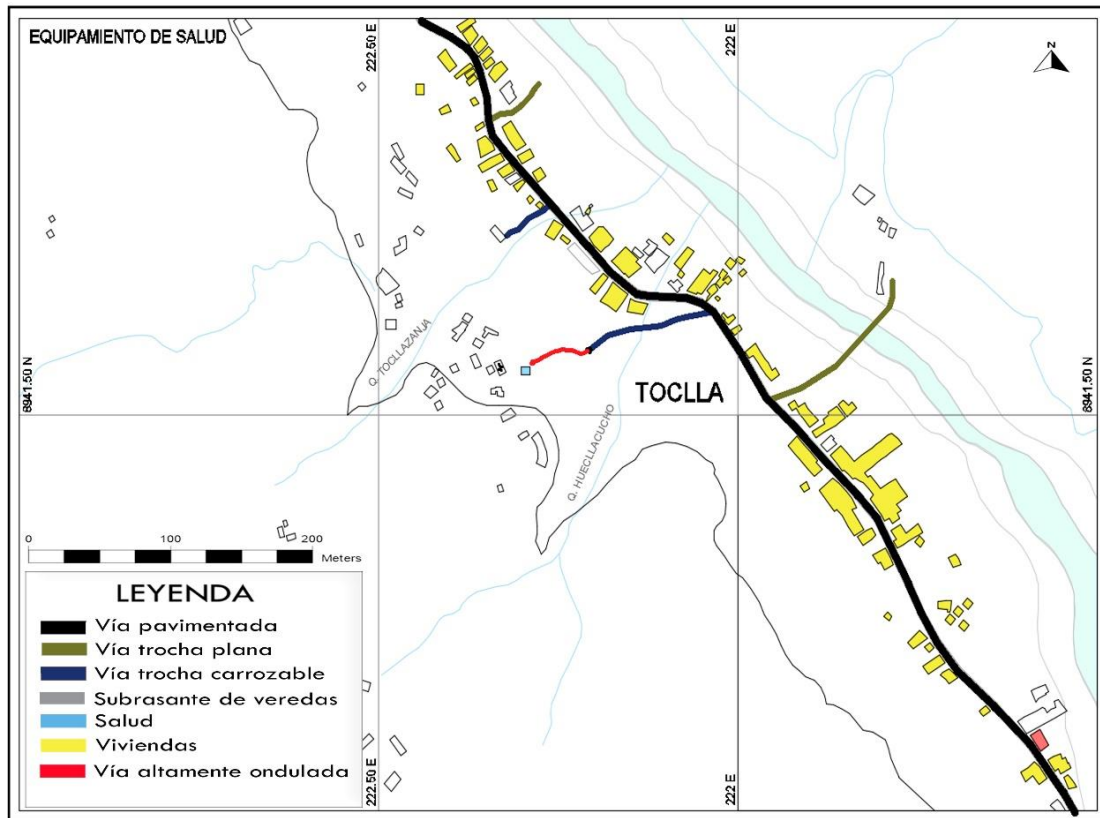 EQUIPAMIENTO DE SALUD
222.50 E
222 E
N
Q. TOCLLAZANJA
6941.50 N
TOCLLA
6941.50 N
Q. HUECLLACUCHO
0 100 200
Meters
LEYENDA
Vía pavimentada
Vía trocha plana
Vía trocha carrozable
Subrasante de veredas
Salud
Viviendas
Vía altamente ondulada
222.50 E
222 E